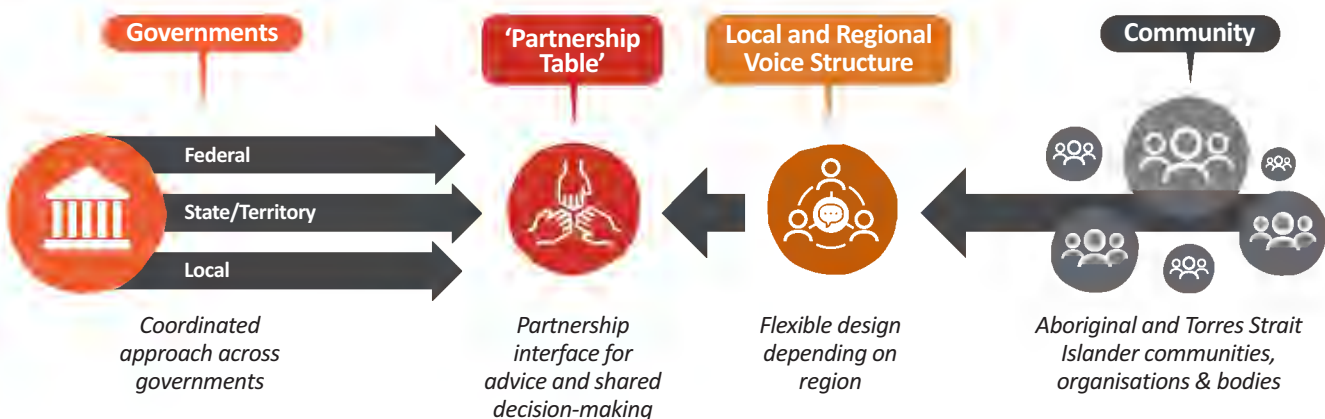 Governments
Federal
State/Territory
Local
Coordinated
approach across
governments
‘Partnership
Table’
Partnership
interface for
advice and shared
decision-making
Local and Regional
Voice Structure
Flexible design
depending on
region
Community
Aboriginal and Torres Strait
Islander communities,
organisations & bodies